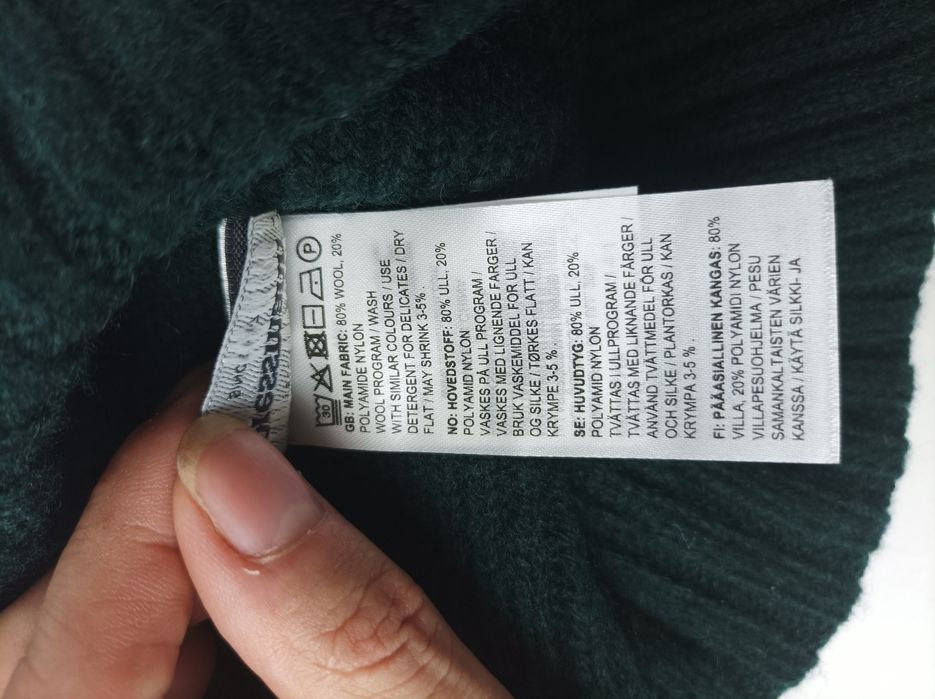 30
P
GB: MAIN FABRIC: 80% WOOL, 20%
POLYAMIDE NYLON
WOOL PROGRAM / WASH
WITH SIMILAR COLOURS / USE
DETERGENT FOR DELICATES / DRY
FLAT / MAY SHRINK 3-5% .
NO: HOVEDSTOFF: 80% ULL, 20%
POLYAMID NYLON
VASKES PÅ ULL PROGRAM /
VASKES MED LIGNENDE FARGER /
BRUK VASKEMIDDEL FOR ULL
OG SILKE / TØRKES FLATT / KAN
KRYMPE 3-5 % .
SE: HUVUDTYG: 80% ULL, 20%
POLYAMID NYLON
TVÄTTAS / ULLPROGRAM /
TVÄTTAS MED LIKNANDE FÄRGER /
ANVÄND TVÄTTMEDEL FÖR ULL
OCH SILKE / PLANTORKAS / KAN
KRYMPA 3-5 % .
FI: PÄÄASIALLINEN KANGAS: 80%
VILLA, 20% POLYAMIDI NYLON
VILLAPESUOHJELMA / PESU
SAMANKALTAISTEN VÄRIEN
KANSSA / KÄYTÄ SILKKI- JA